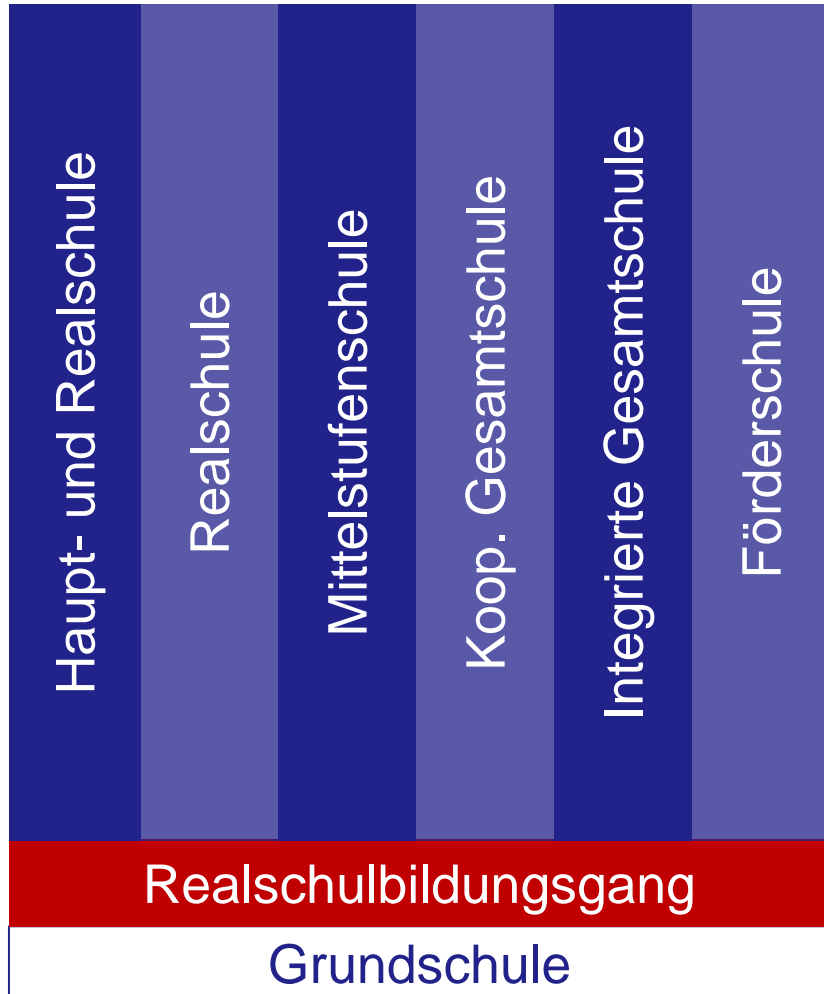 Haupt- und Realschule
Realschule
Mittelstufenschule
Koop. Gesamtschule
Integrierte Gesamtschule
Förderschule
Realschulbildungsgang
Grundschule